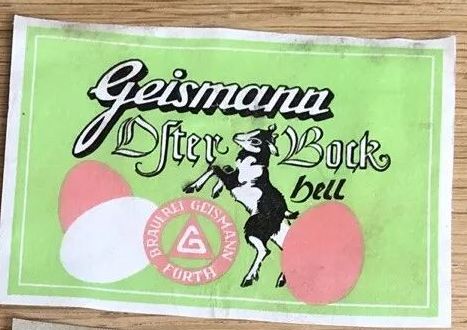 Geismann
Oster Bock
hell
BRAUEREI GEISMANN
G
FÜRTH